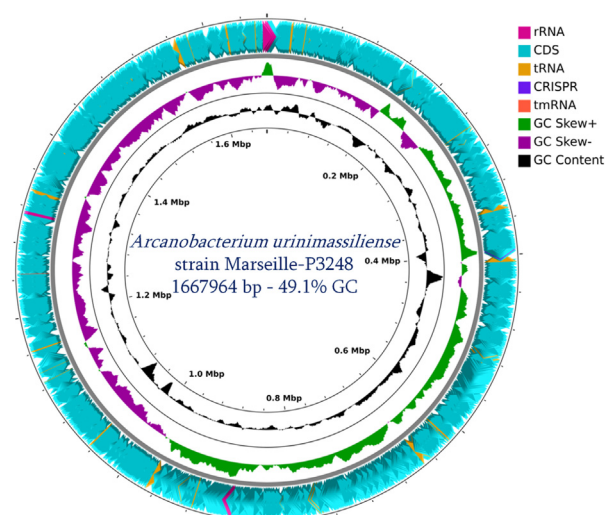 rRNA
CDS
tRNA
CRISPR
tmRNA
GC Skew+
GC Skew-
GC Content
1.6 Mbp
0.2 Mbp
1.4 Mbp
Arcanobacterium urinimassiliense
strain Marseille-P3248
0.4 Mbp
1667964 bp - 49.1% GC
1.2 Mbp
0.6 Mbp
1.0 Mbp
0.8 Mbp